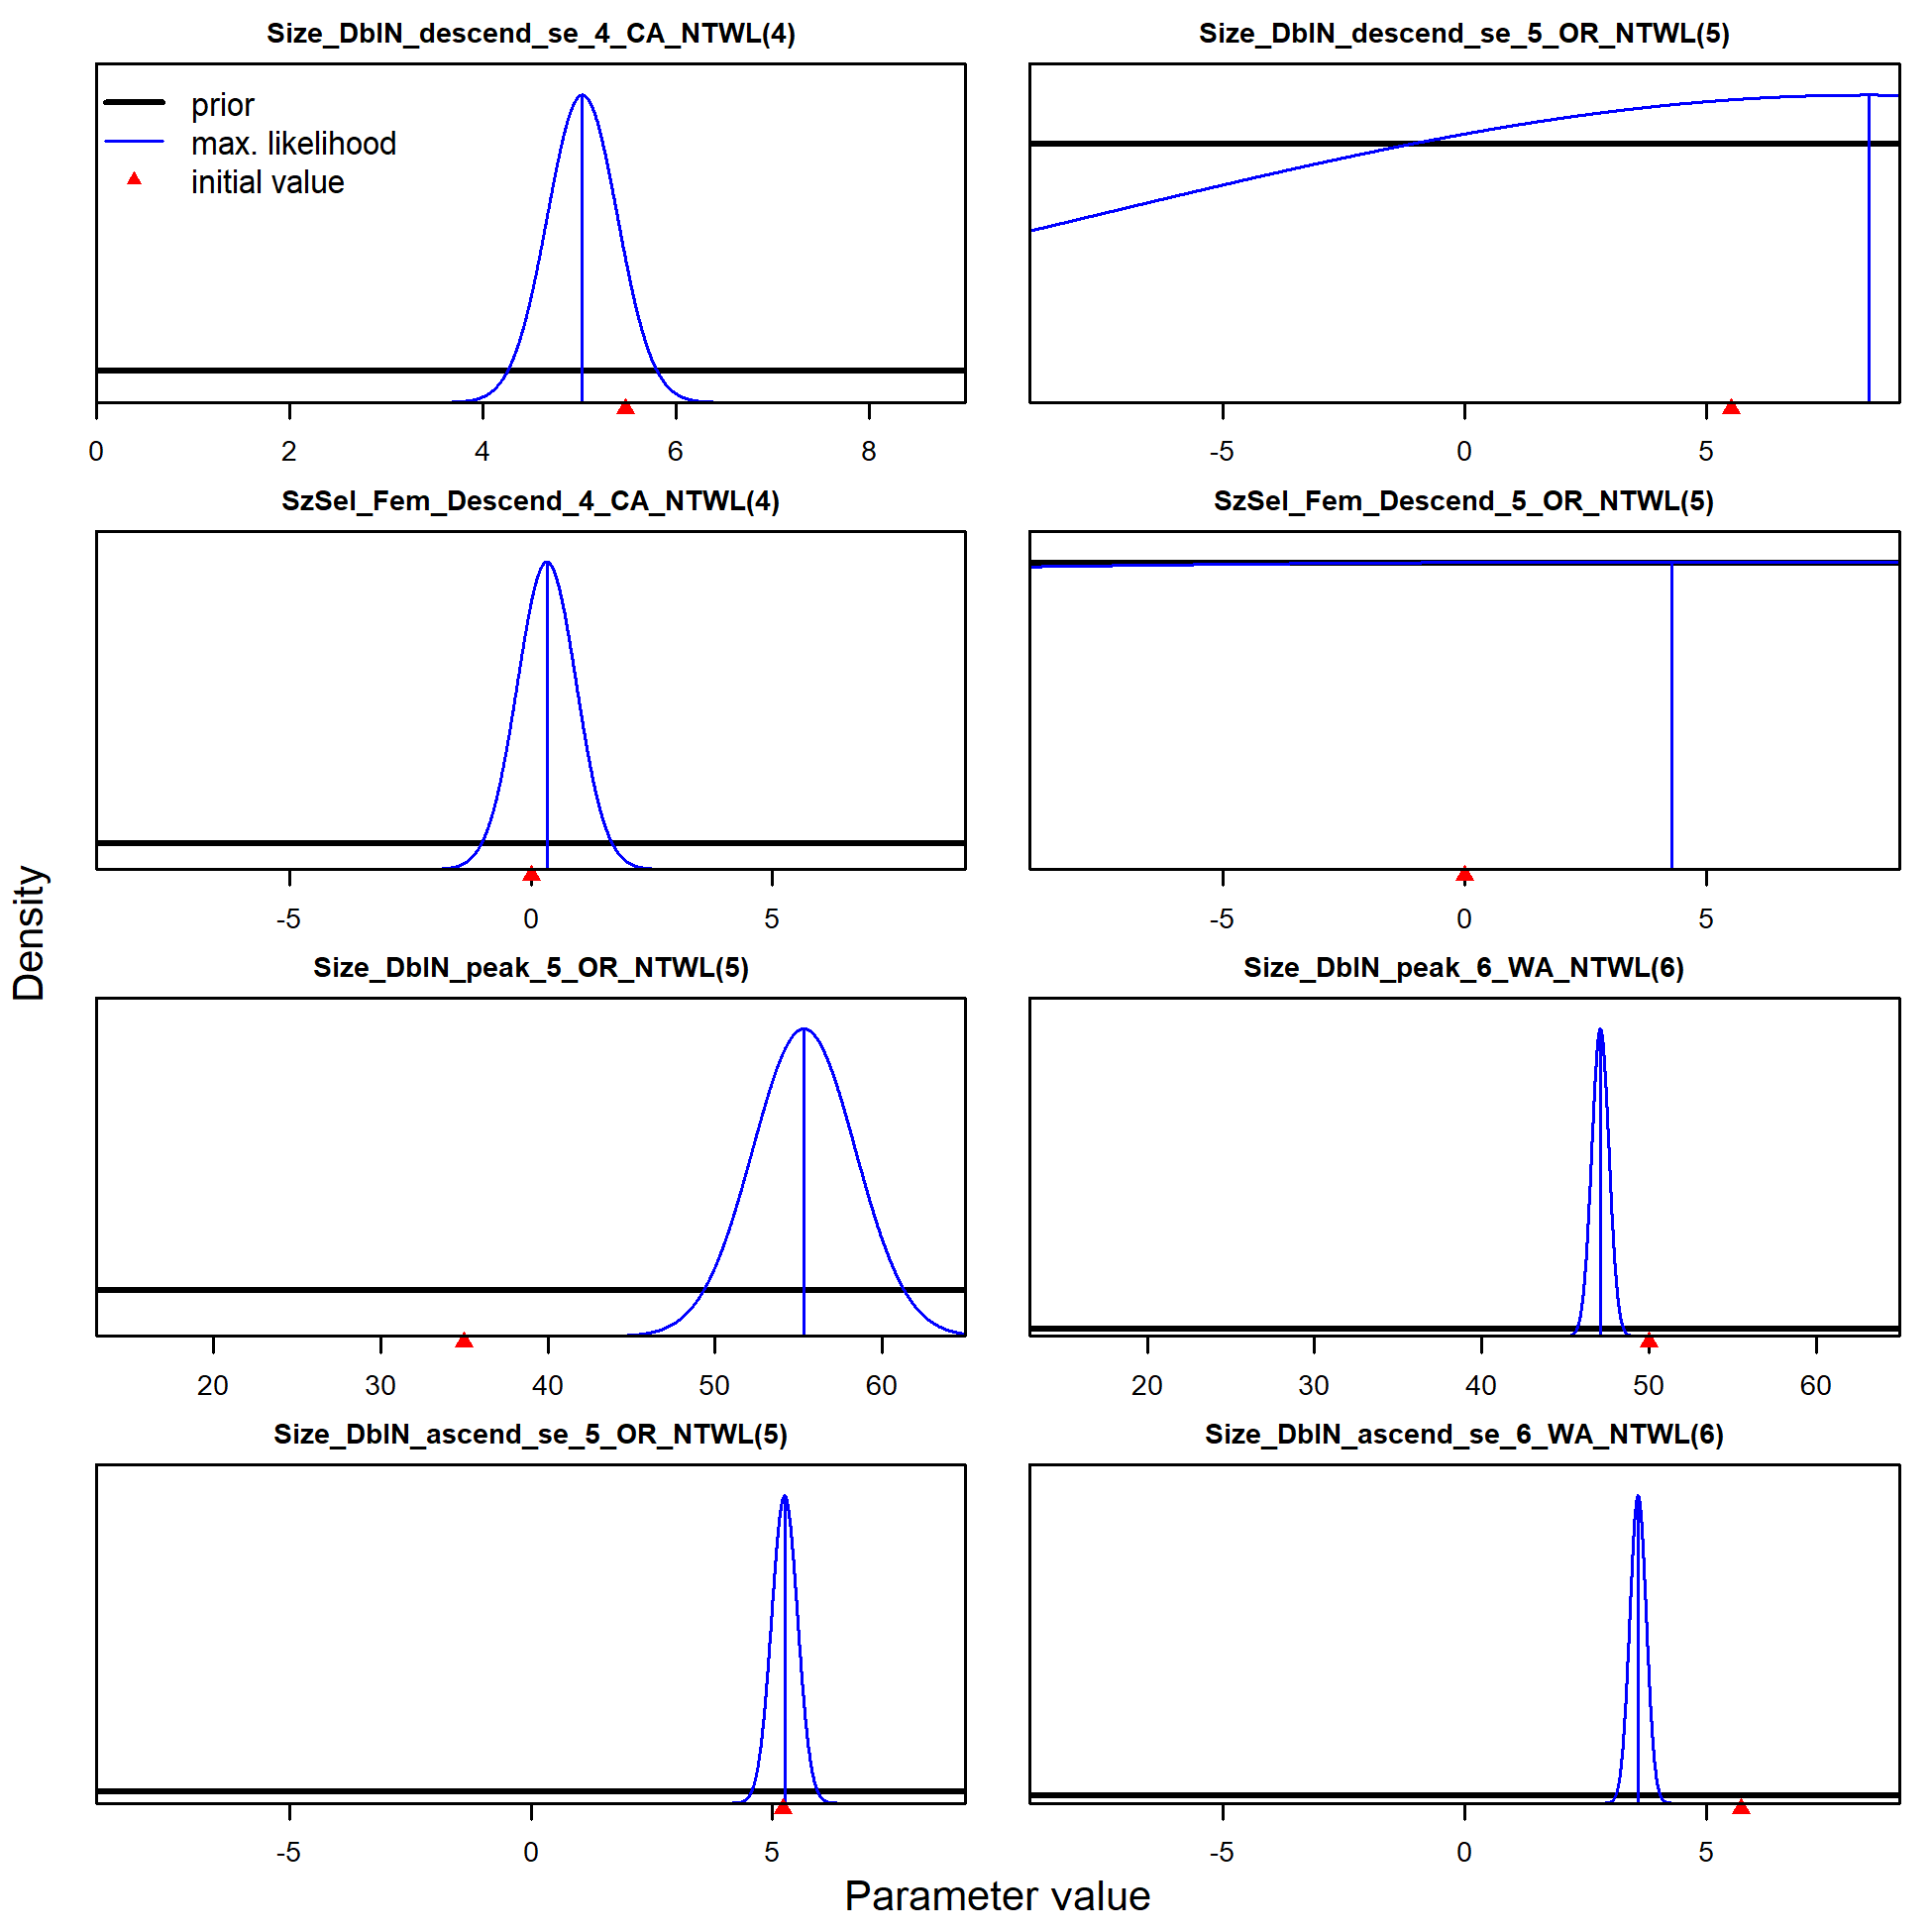 Size_DblN_descend_se_4_CA_NTWL(4)
prior
max. likelihood
initial value
0 2 4 6 8
Size_DblN_descend_se_5_OR_NTWL(5)
-5 0 5
SzSel_Fem_Descend_4_CA_NTWL(4)
-5 0 5
SzSel_Fem_Descend_5_OR_NTWL(5)
-5 0 5
Size_DblN_peak_5_OR_NTWL(5)
20 30 40 50 60
Size_DblN_peak_6_WA_NTWL(6)
20 30 40 50 60
Size_DblN_ascend_se_5_OR_NTWL(5)
-5 0 5
Size_DblN_ascend_se_6_WA_NTWL(6)
-5 0 5
Density
Parameter value